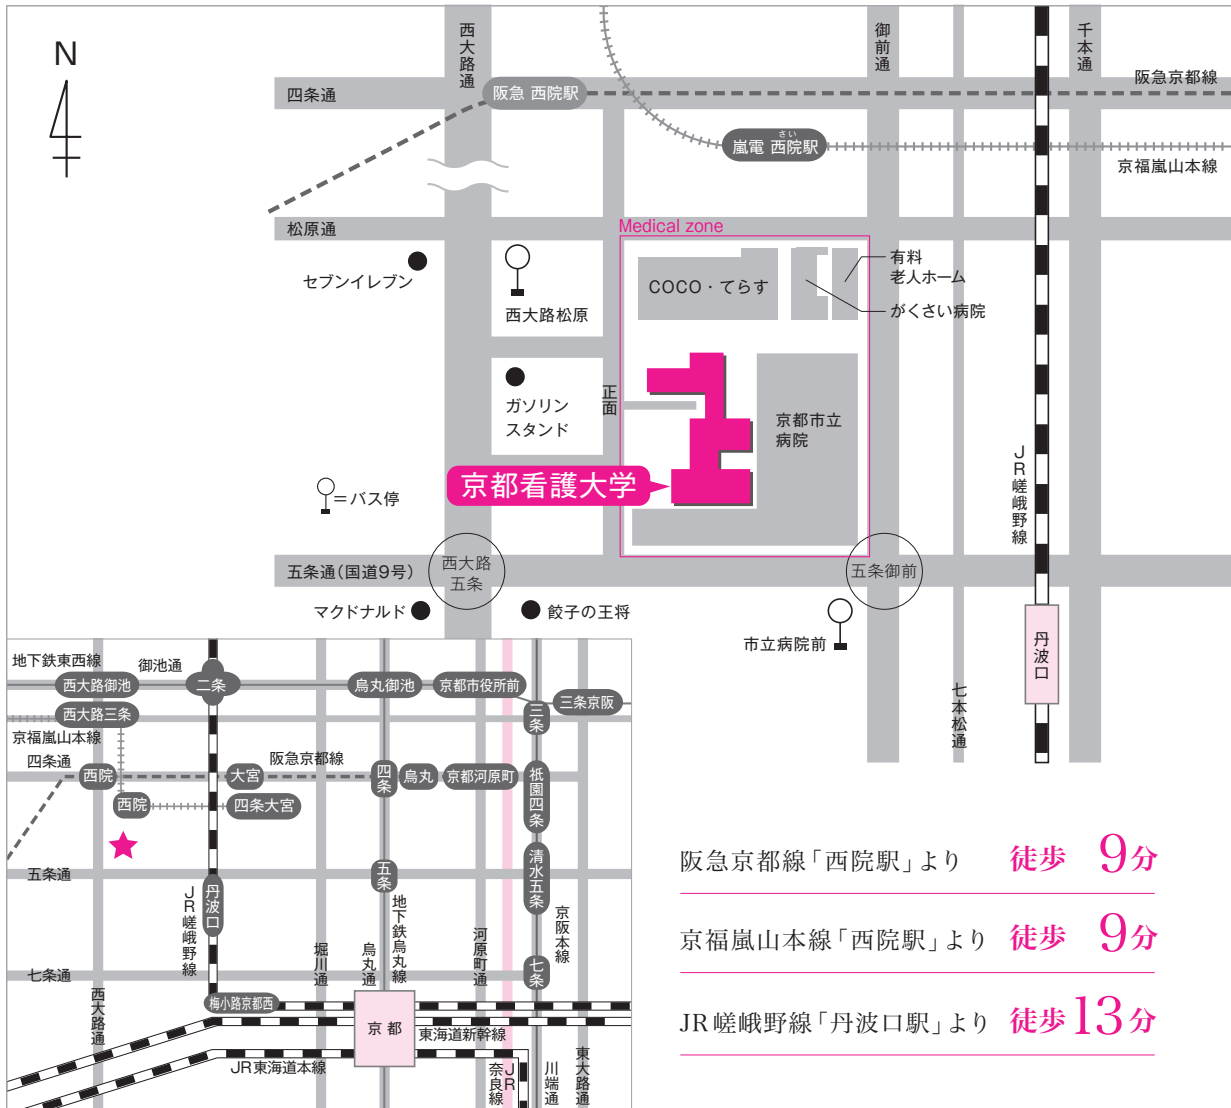 N
西大路通
御前通
千本通
阪急京都線
四条通
阪急 西院駅
さい
嵐電 西院駅
京福嵐山本線
松原通
Medical zone
セブンイレブン
西大路松原
COCO・てらす
有料
老人ホーム
がくさい病院
ガソリン
スタンド
正面
京都市立
病院
JR嵯峨野線
京都看護大学
=バス停
五条通(国道9号)
西大路
五条
五条御前
マクドナルド
餃子の王将
市立病院前
丹波口
七本松通
地下鉄東西線
御池通
西大路御池
二条
烏丸御池
京都市役所前
三条京阪
西大路三条
三条
京福嵐山本線
四条通
阪急京都線
西院
大宮
四条
烏丸
京都河原町
祇園四条
西院
四条大宮
五条通
丹波口
五条
清水五条
JR嵯峨野線
堀川通
烏丸通
地下鉄烏丸線
河原町通
京阪本線
七条通
七条
西大路通
梅小路京都西
京都
東海道新幹線
JR東海道本線
JR
奈良線
川端通
東大路通
阪急京都線「西院駅」より 徒歩 9分
京福嵐山本線「西院駅」より 徒歩 9分
JR嵯峨野線「丹波口駅」より 徒歩13分